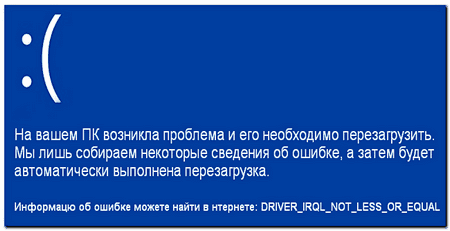 :(
На вашем ПК возникла проблема и его необходимо перезагрузить.
Мы лишь собираем некоторые сведения об ошибке, а затем будет
автоматически выполнена перезагрузка.
Информацю об ошибке можете найти в нтернете: DRIVER_IRQL_NOT_LESS_OR_EQUAL